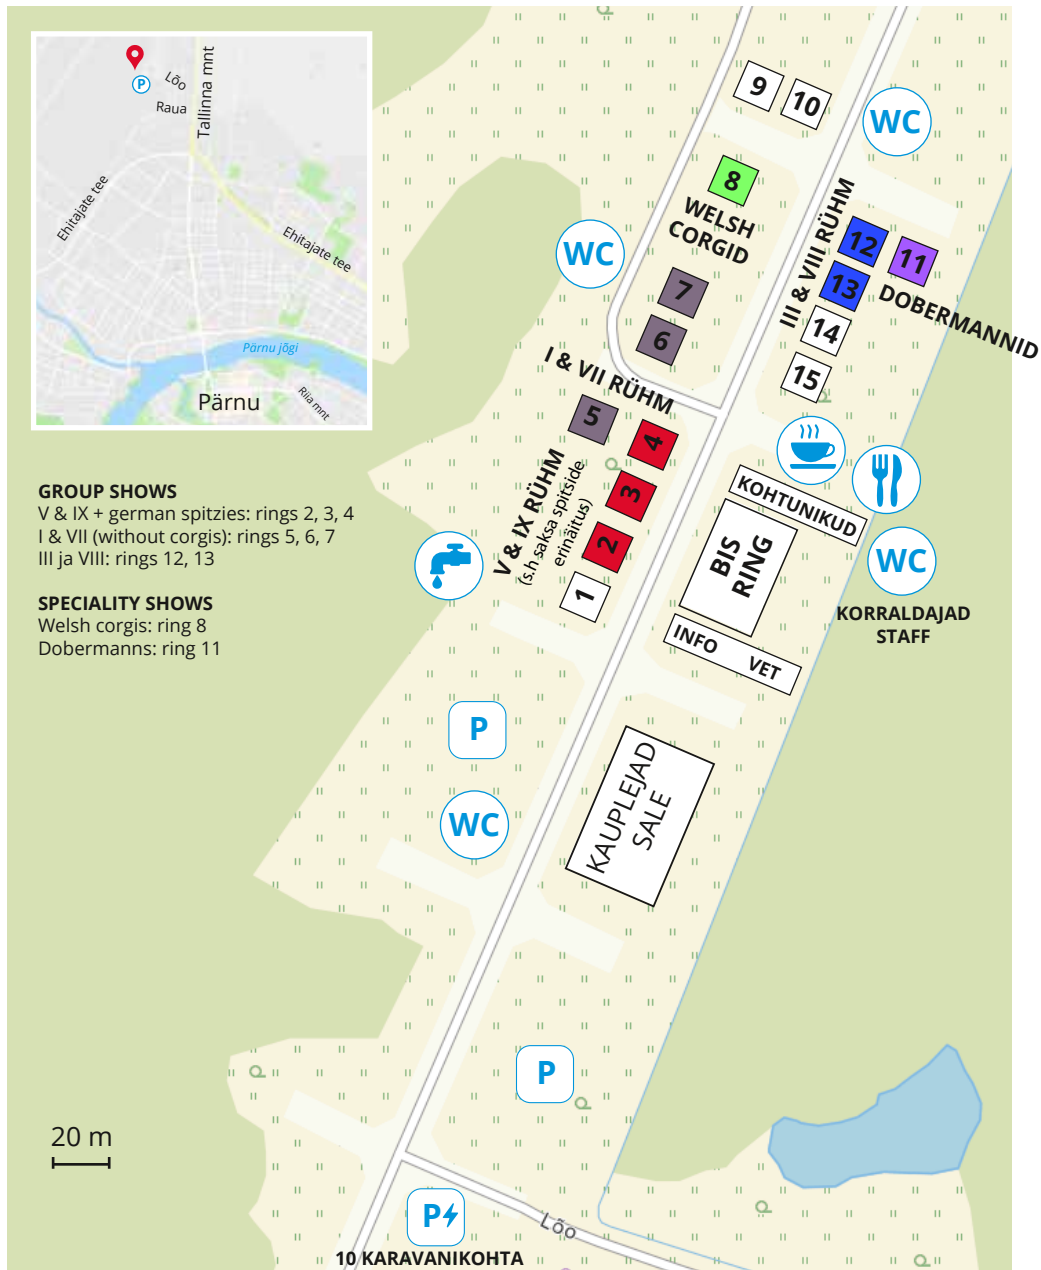 P
Lõo
Raua
Tallinna mnt
Ehitajate tee
Ehitajate tee
Pärnu jõgi
Riia mnt
Pärnu
GROUP SHOWS
V & IX + german spitzies: rings 2, 3, 4
I & VII (without corgis): rings 5, 6, 7
III ja VIII: rings 12, 13
SPECIALITY SHOWS
Welsh corgis: ring 8
Dobermanns: ring 11
9
10
WC
8
WELSH
CORGID
WC
7
6
III & VIII RÜHM
12
11
13
DOBERMANNID
14
15
I & VII RÜHM
5
4
3
2
1
V & IX RÜHM
(s.h saksa spitside
erinäitus)
KOHTUNIKUD
BIS
RING
WC
KORRALDAJAD
STAFF
INFO
VET
P
WC
KAUPLEJAD
SALE
P
20 m
P
Lõo
10 KARAVANIKOHTA